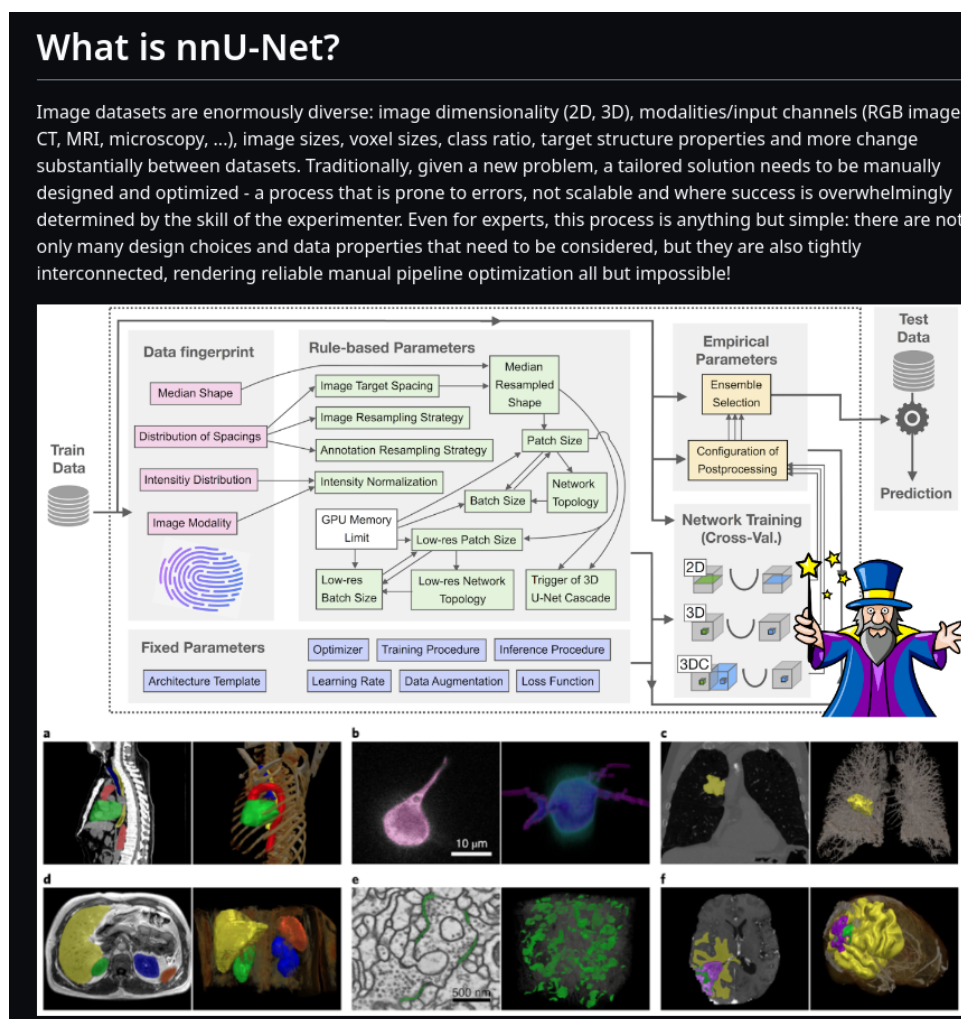 What is nnU-Net?
Image datasets are enormously diverse: image dimensionality (2D, 3D), modalities/input channels (RGB image
CT, MRI, microscopy, ...), image sizes, voxel sizes, class ratio, target structure properties and more change
substantially between datasets. Traditionally, given a new problem, a tailored solution needs to be manually
designed and optimized - a process that is prone to errors, not scalable and where success is overwhelmingly
determined by the skill of the experimenter. Even for experts, this process is anything but simple: there are not
only many design choices and data properties that need to be considered, but they are also tightly
interconnected, rendering reliable manual pipeline optimization all but impossible!
Train
Data
Data fingerprint
Median Shape
Distribution of Spacings
Intensitiy Distribution
Image Modality
Rule-based Parameters
Image Target Spacing
Image Resampling Strategy
Annotation Resampling Strategy
Intensity Normalization
GPU Memory
Limit
Low-res
Batch Size
Median
Resampled
Shape
Patch Size
Batch Size
Network
Topology
Low-res Patch Size
Low-res Network
Topology
Trigger of 3D
U-Net Cascade
Fixed Parameters
Architecture Template
Optimizer
Training Procedure
Inference Procedure
Learning Rate
Data Augmentation
Loss Function
Empirical
Parameters
Ensemble
Selection
Configuration of
Postprocessing
Network Training
(Cross-Val.)
2D
3D
3DC
Test
Data
Prediction
a
b
10 μm
c
d
e
500 nm
f